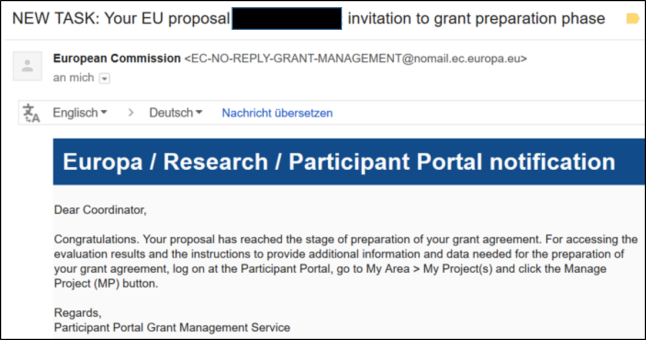 NEW TASK: Your EU proposal invitation to grant preparation phase
European Commission <EC-NO-REPLY-GRANT-MANAGEMENT@nomail.ec.europa.eu>
an mich
Englisch > Deutsch Nachricht übersetzen
Europa / Research / Participant Portal notification
Dear Coordinator,
Congratulations. Your proposal has reached the stage of preparation of your grant agreement. For accessing the
evaluation results and the instructions to provide additional information and data needed for the preparation of
your grant agreement, log on at the Participant Portal, go to My Area > My Project(s) and click the Manage
Project (MP) button.
Regards,
Participant Portal Grant Management Service